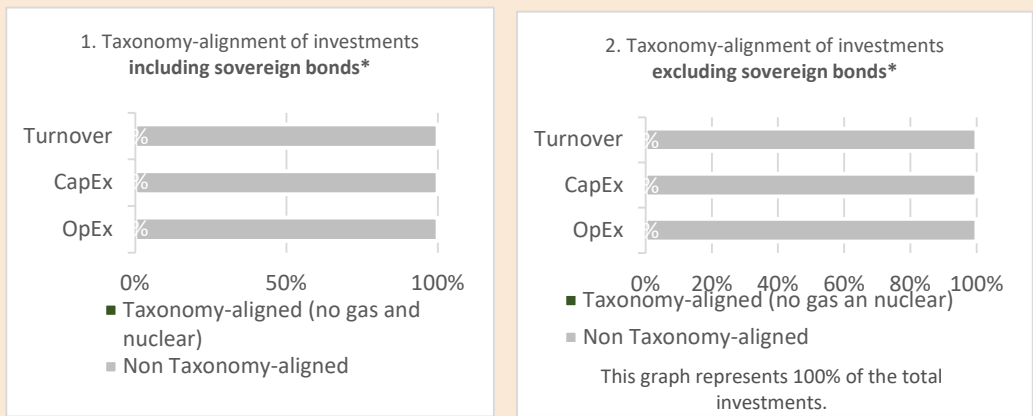 1. Taxonomy-alignment of investments
including sovereign bonds*
Turnover
%
CapEx
%
OpEx
%
0% 50% 100%
Taxonomy-aligned (no gas and
nuclear)
Non Taxonomy-aligned
2. Taxonomy-alignment of investments
excluding sovereign bonds*
Turnover
%
CapEx
%
OpEx
%
0% 20% 40% 60% 80% 100%
Taxonomy-aligned (no gas an nuclear)
Non Taxonomy-aligned
This graph represents 100% of the total
investments.